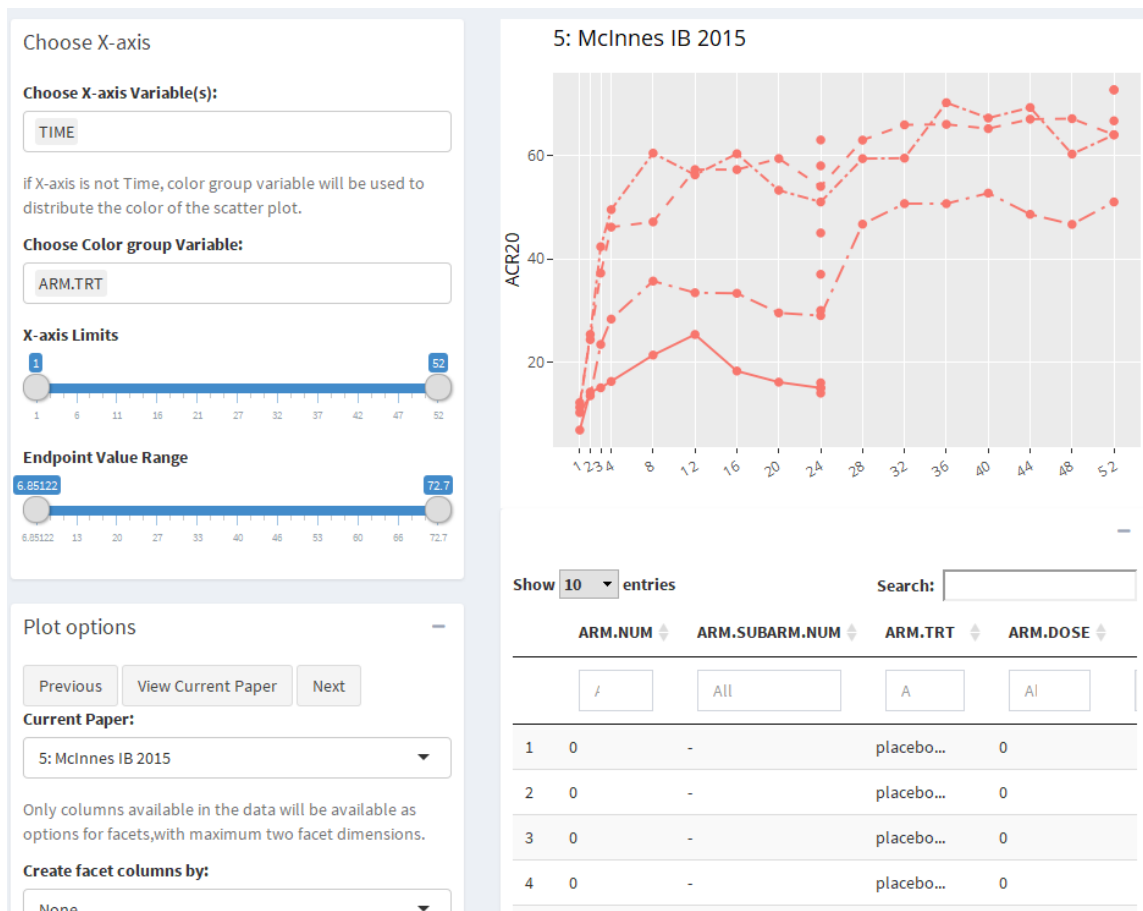 Choose X-axis
Choose X-axis Variable(s):
TIME
if X-axis is not Time, color group variable will be used to
distribute the color of the scatter plot.
Choose Color group Variable:
ARM.TRT
X-axis Limits
1 52
1 6 11 16 21 27 32 37 42 47 52
Endpoint Value Range
6.85122 72.7
6.85122 13 20 27 33 40 46 53 60 66 72.7
Plot options
Previous View Current Paper Next
Current Paper:
5: McInnes IB 2015
Only columns available in the data will be available as
options for facets,with maximum two facet dimensions.
Create facet columns by:
None
5: McInnes IB 2015
ACR20
60
40
20
1 2 3 4 8 12 16 20 24 28 32 36 40 44 48 52
Show 10 entries Search:
ARM.NUM ARM.SUBARM.NUM ARM.TRT ARM.DOSE
All A
1 0 - placebo... 0
2 0 - placebo... 0
3 0 - placebo... 0
4 0 - placebo... 0